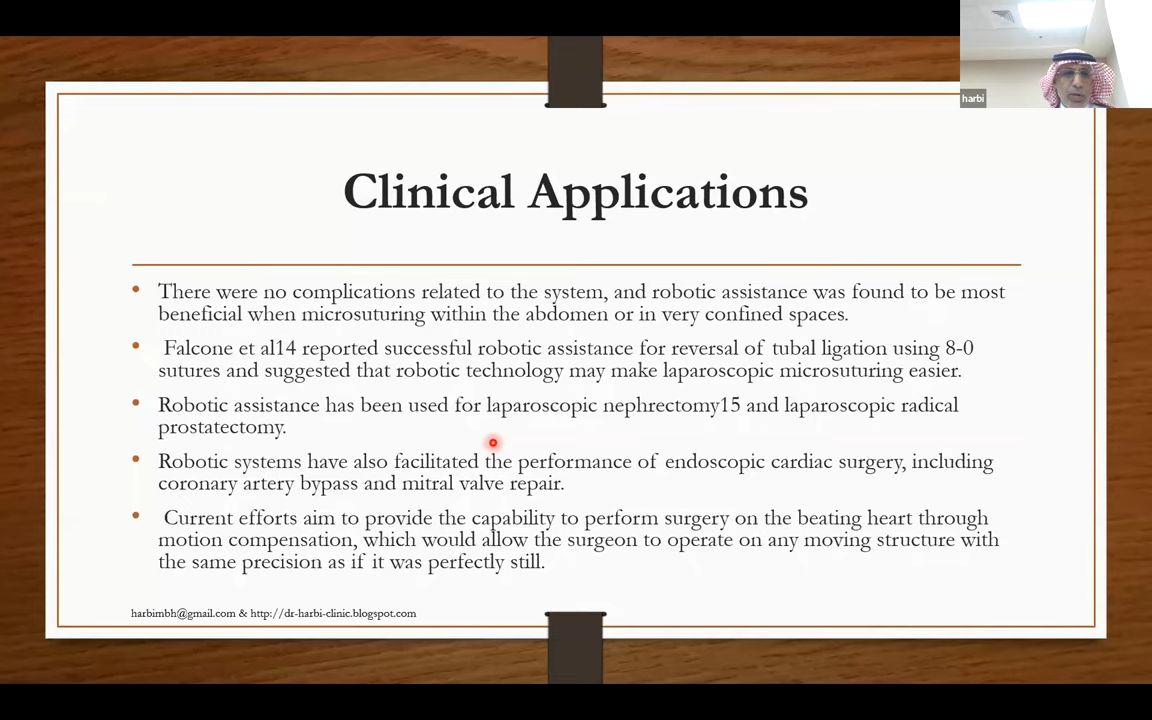 harbi
Clinical Applications
• There were no complications related to the system, and robotic assistance was found to be most
beneficial when microsuturing within the abdomen or in very confined spaces.
• Falcone et al14 reported successful robotic assistance for reversal of tubal ligation using 8-0
sutures and suggested that robotic technology may make laparoscopic microsuturing easier.
• Robotic assistance has been used for laparoscopic nephrectomy15 and laparoscopic radical
prostatectomy.
• Robotic systems have also facilitated the performance of endoscopic cardiac surgery, including
coronary artery bypass and mitral valve repair.
• Current efforts aim to provide the capability to perform surgery on the beating heart through
motion compensation, which would allow the surgeon to operate on any moving structure with
the same precision as if it was perfectly still.
harbimbh@gmail.com & http://dr-harbi-clinic.blogspot.com